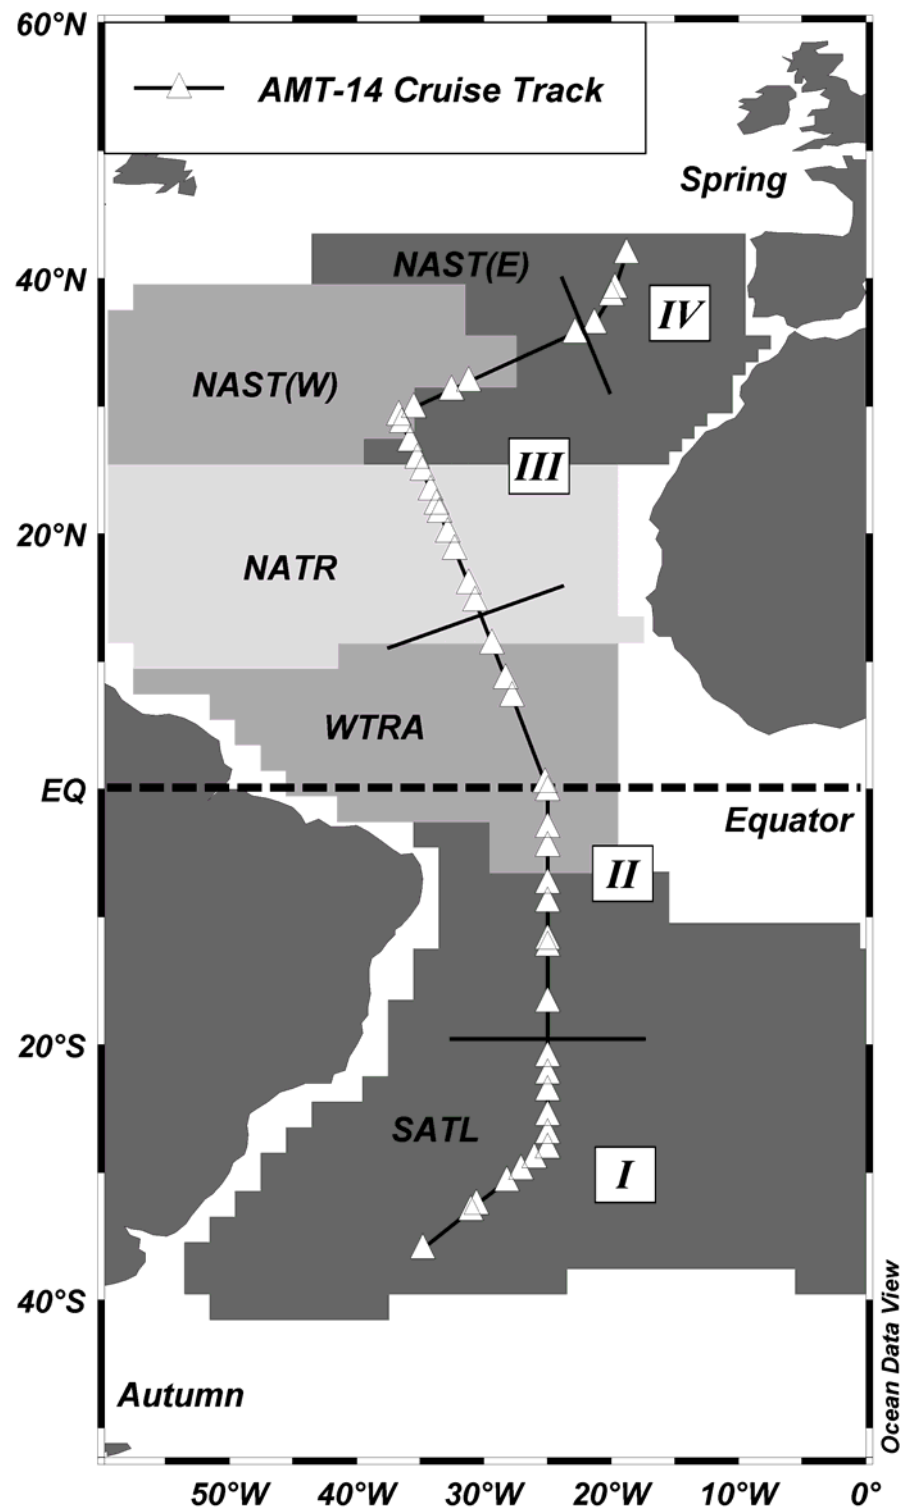 60°N
AMT-14 Cruise Track
Spring
NAST(E)
40°N
IV
NAST(W)
III
20°N
NATR
WTRA
EQ
Equator
II
20°S
SATL
I
40°S
Autumn
Ocean Data View
50°W 40°W 30°W 20°W 10°W 0°